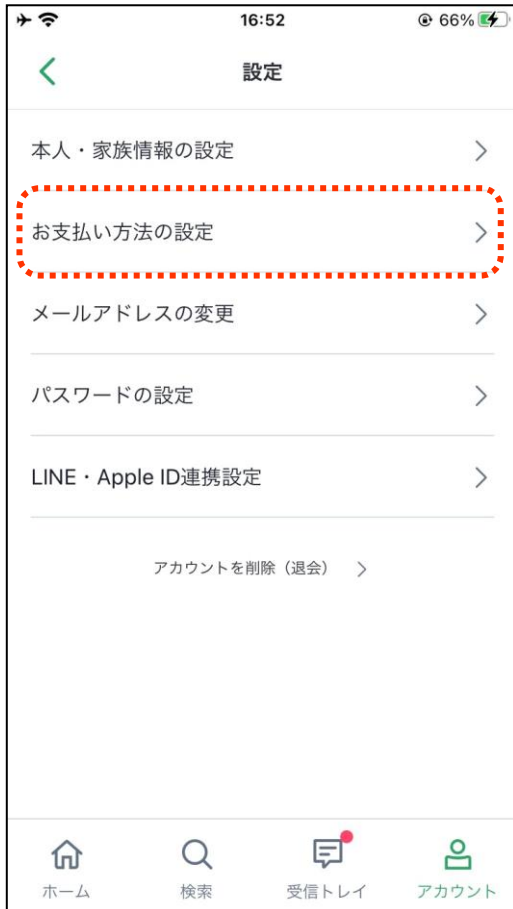 16:52
66%
設定
本人・家族情報の設定
お支払い方法の設定
メールアドレスの変更
パスワードの設定
LINE・Apple ID連携設定
アカウントを削除（退会）
ホーム
検索
受信トレイ
アカウント